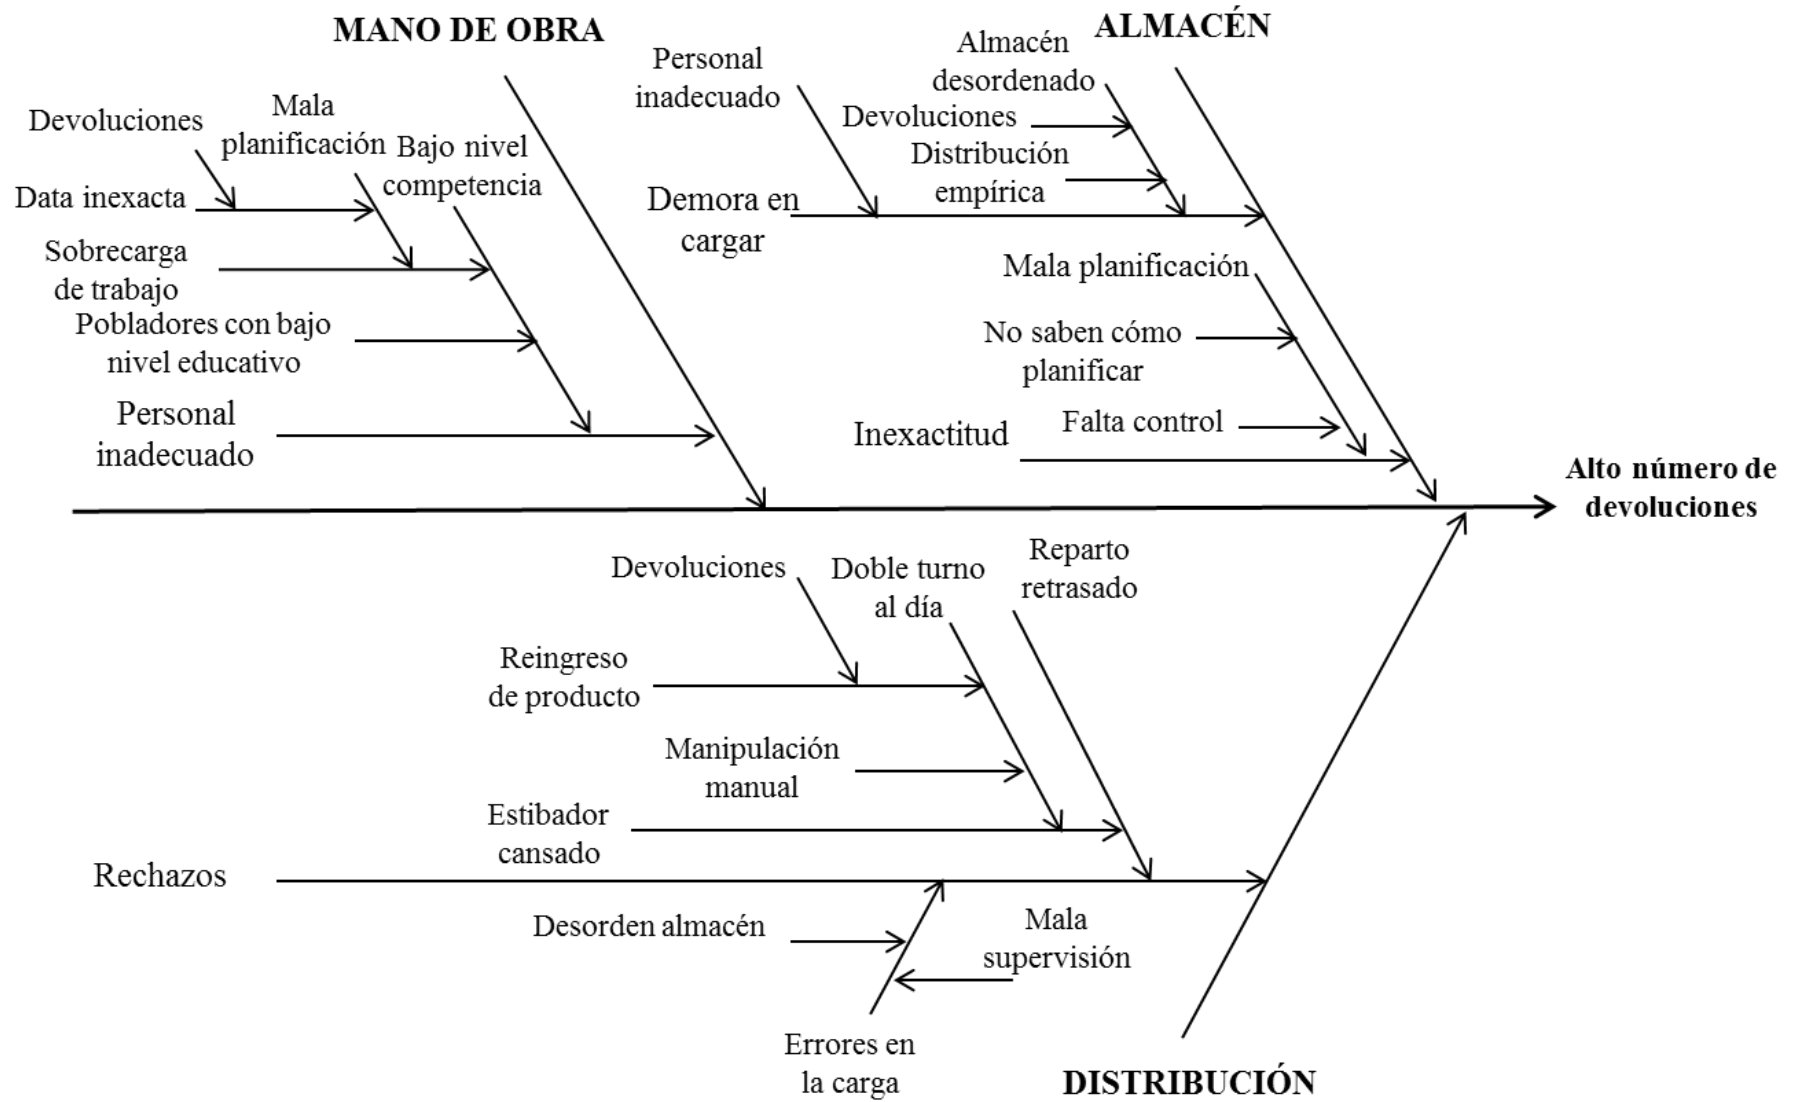 MANO DE OBRA
ALMACÉN
Personal
inadecuado
Almacén
desordenado
Devoluciones
Distribución
empírica
Demora en
cargar
Devoluciones
Mala
planificación
Bajo nivel
competencia
Data inexacta
Sobrecarga
de trabajo
Pobladores con bajo
nivel educativo
Personal
inadecuado
Mala planificación
No saben cómo
planificar
Falta control
Inexactitud
Alto número de
devoluciones
Devoluciones
Doble turno
al día
Reparto
retrasado
Reingreso
de producto
Manipulación
manual
Estibador
cansado
Rechazos
Desorden almacén
Mala
supervisión
Errores en
la carga
DISTRIBUCIÓN